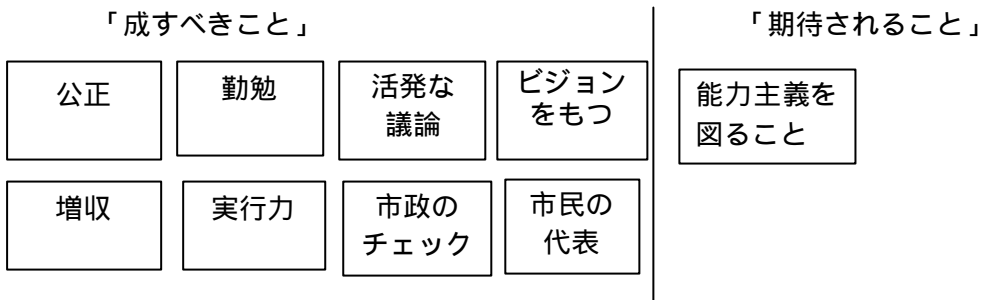 「成すべきこと」
「期待されること」
公正
勤勉
活発な
議論
ビジョン
をもつ
能力主義を
図ること
増収
実行力
市政の
チェック
市民の
代表